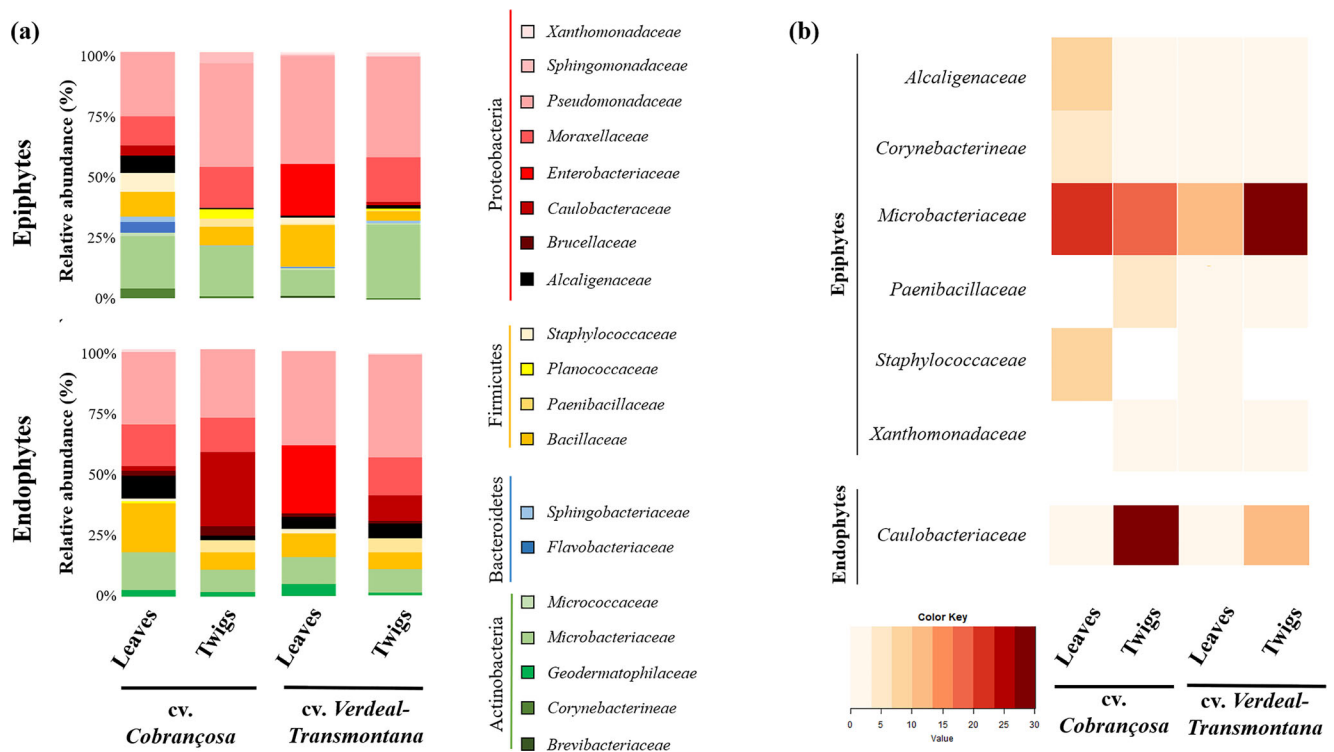 (a)
Epiphytes
Relative abundance (%)
100%
75%
50%
25%
0%
Endophytes
Relative abundance (%)
100%
75%
50%
25%
0%
Leaves
Twigs
Leaves
Twigs
cv.
Cobrançosa
cv. Verdeal-
Transmontana
Proteobacteria
Xanthomonadaceae
Sphingomonadaceae
Pseudomonadaceae
Moraxellaceae
Enterobacteriaceae
Caulobacteraceae
Brucellaceae
Alcaligenaceae
Firmicutes
Staphylococcaceae
Planococcaceae
Paenibacillaceae
Bacillaceae
Bacteroidetes
Sphingobacteriaceae
Flavobacteriaceae
Actinobacteria
Micrococcaceae
Microbacteriaceae
Geodermatophilaceae
Corynebacterineae
Brevibacteriaceae
(b)
Epiphytes
Alcaligenaceae
Corynebacterineae
Microbacteriaceae
Paenibacillaceae
Staphylococcaceae
Xanthomonadaceae
Endophytes
Caulobacteriaceae
Color Key
0 5 10 15 20 25 30
Value
Leaves
Twigs
Leaves
Twigs
cv.
Cobrançosa
cv. Verdeal-
Transmontana